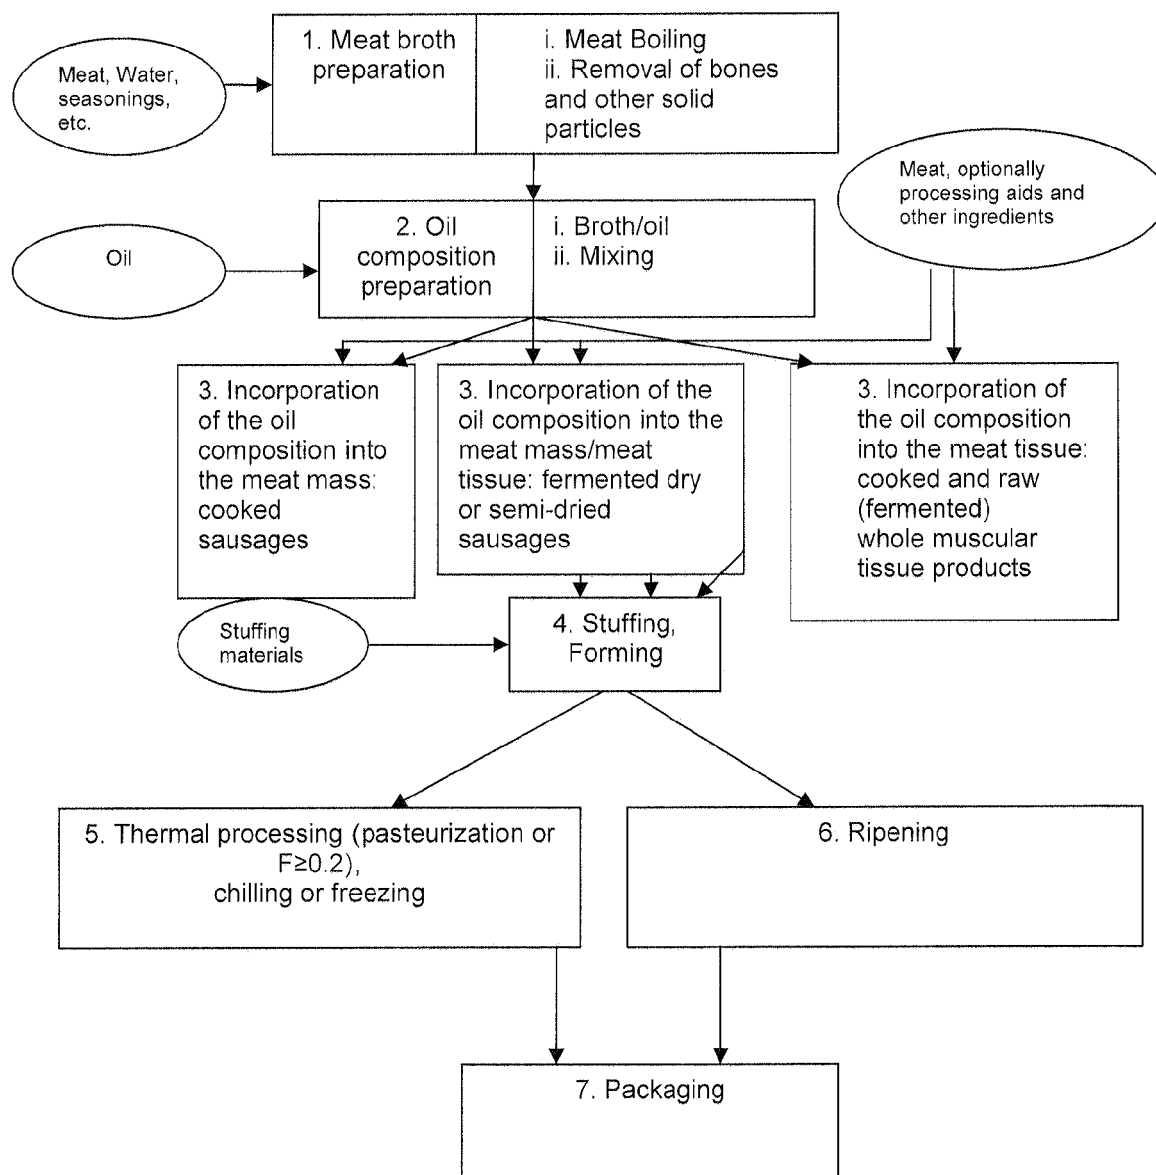 1. Meat broth
preparation
i. Meat Boiling
ii. Removal of bones
and other solid
particles
Meat, Water,
seasonings,
etc.
Meat, optionally
processing aids and
other ingredients
2. Oil
composition
preparation
i. Broth/oil
ii. Mixing
Oil
3. Incorporation
of the oil
composition into
the meat mass:
cooked
sausages
3. Incorporation of the
oil composition into the
meat mass/meat
tissue: fermented dry
or semi-dried
sausages
3. Incorporation of
the oil composition
into the meat tissue:
cooked and raw
(fermented)
whole muscular
tissue products
Stuffing
materials
4. Stuffing,
Forming
5. Thermal processing (pasteurization or
F≥0.2),
chilling or freezing
6. Ripening
7. Packaging